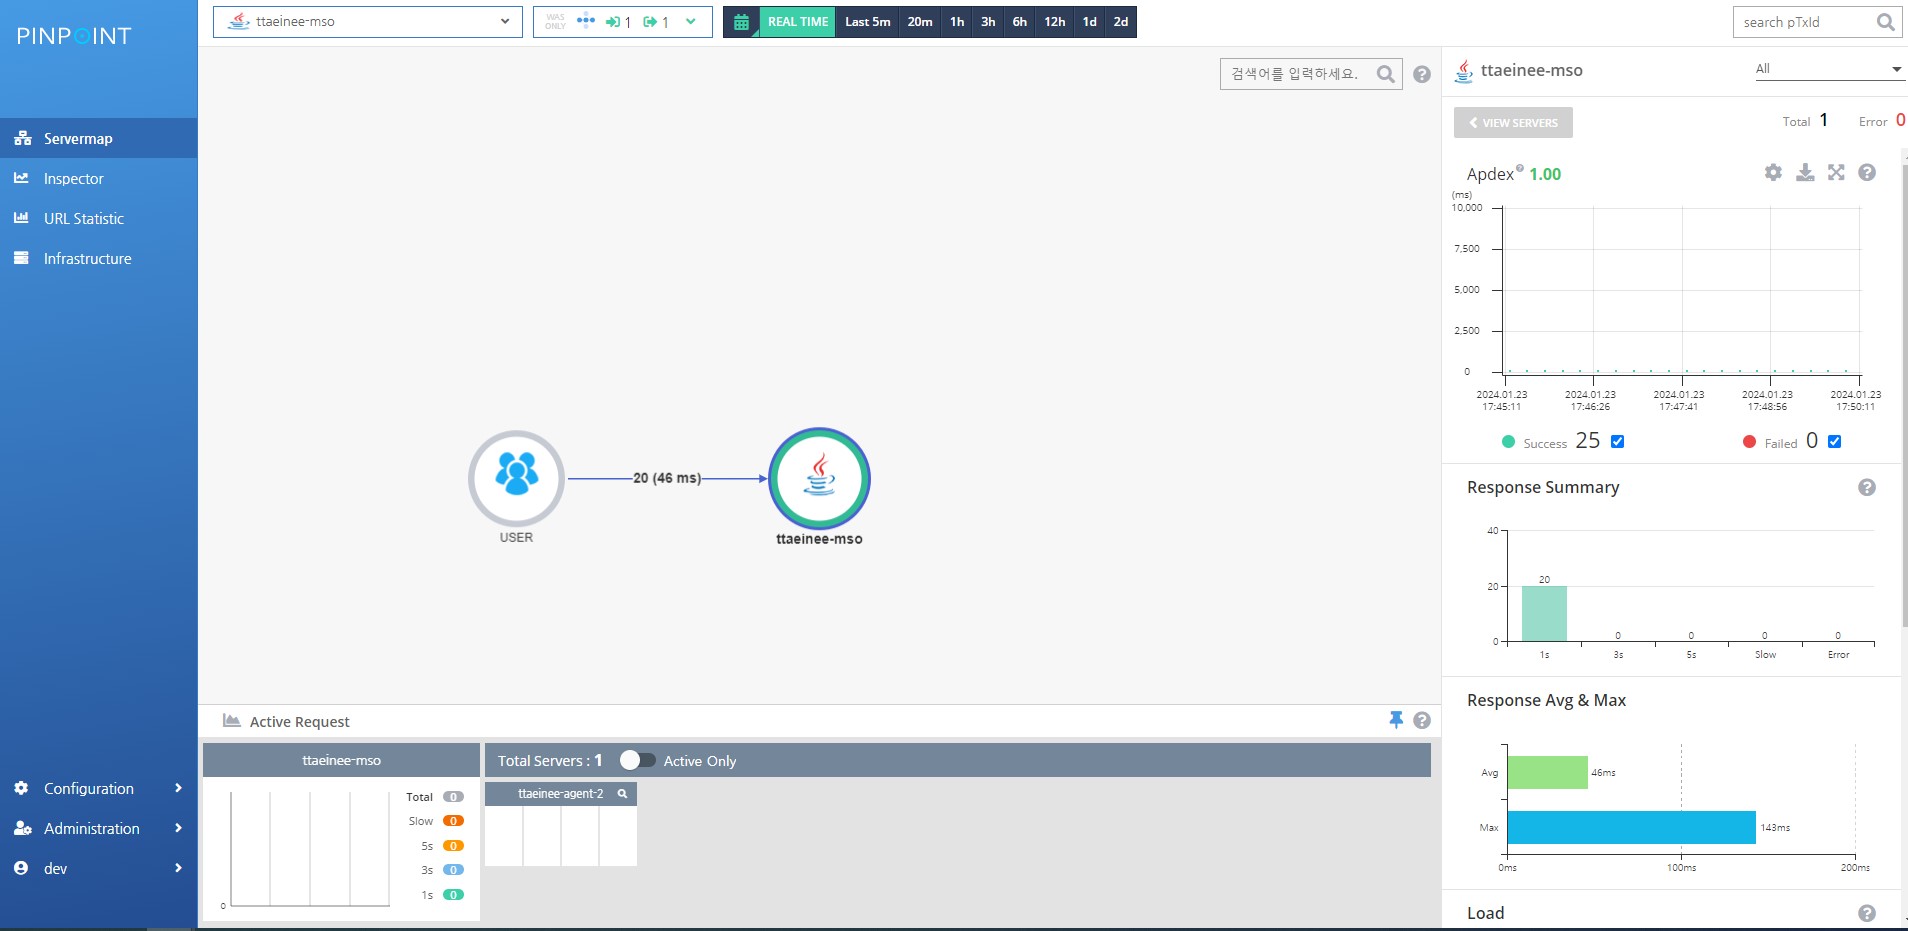 PINPOINT
ttaeinee-mso
WAS ONLY
1
1
REAL TIME
Last 5m
20m
1h
3h
6h
12h
1d
2d
search pTxId
Servermap
Inspector
URL Statistic
Infrastructure
Configuration
Administration
dev
검색어를 입력하세요.
USER
20 (46 ms)
ttaeinee-mso
Active Request
ttaeinee-mso
Total 0
Slow 0
5s 0
3s 0
1s 0
0
Total Servers : 1
Active Only
ttaeinee-agent-2
ttaeinee-mso
All
VIEW SERVERS
Total 1
Error 0
Apdex 1.00
(ms)
10,000
7,500
5,000
2,500
0
2024.01.23 17:45:11
2024.01.23 17:46:26
2024.01.23 17:47:41
2024.01.23 17:48:56
2024.01.23 17:50:11
Success 25
Failed 0
Response Summary
40
20
0
20
0
0
0
0
1s
3s
5s
Slow
Error
Response Avg & Max
Avg
46ms
Max
143ms
0ms
100ms
200ms
Load